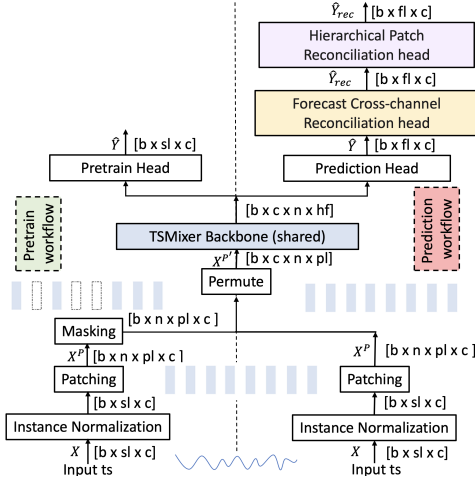 Ŷ_rec [b x fl x c]
Hierarchical Patch
Reconciliation head
Ŷ_rec [b x fl x c]
Forecast Cross-channel
Reconciliation head
Ŷ [b x sl x c]
Ŷ [b x fl x c]
Pretrain Head
Prediction Head
[b x c x n x hf]
Pretrain
workflow
TSMixer Backbone (shared)
Prediction
workflow
X^P' [b x c x n x pl]
Permute
[b x n x pl x c]
Masking
X^P [b x n x pl x c]
X^P [b x n x pl x c]
Patching
Patching
[b x sl x c]
[b x sl x c]
Instance Normalization
Instance Normalization
X [b x sl x c]
X [b x sl x c]
Input ts
Input ts